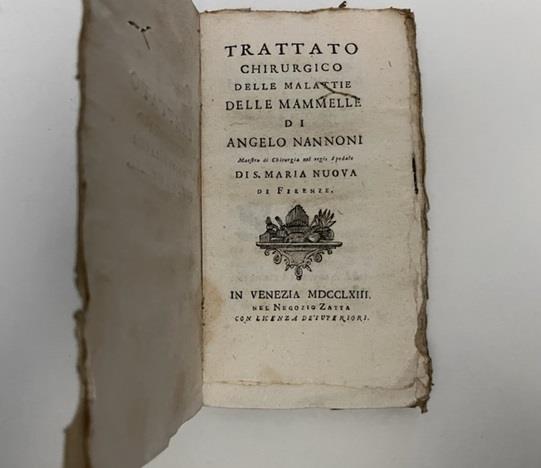 TRATTATO
CHIRURGICO
DELLE MALATTIE
DELLE MAMMELLE
DI
ANGELO NANNONI
Maestro di Chirurgia nel regio Spedale
DI S. MARIA NUOVA
DI FIRENZE.
IN VENEZIA MDCCLXIII.
NEL NEGOZIO ZATTA
CON LICENZA DE'SUPERIORI.